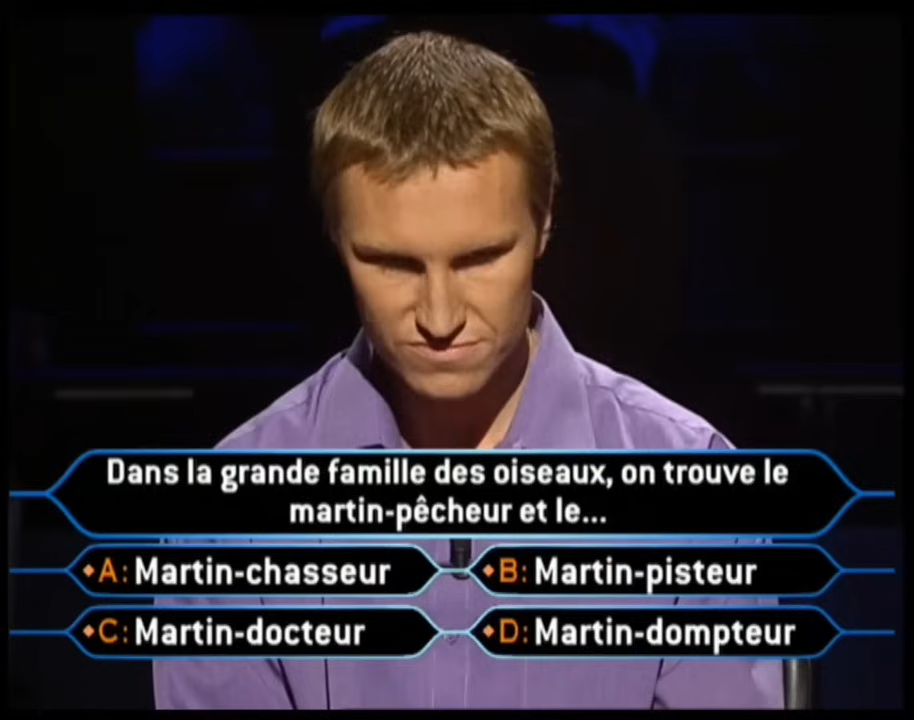 Dans la grande famille des oiseaux, on trouve le
martin-pêcheur et le...
A: Martin-chasseur
B: Martin-pisteur
C: Martin-docteur
D: Martin-dompteur